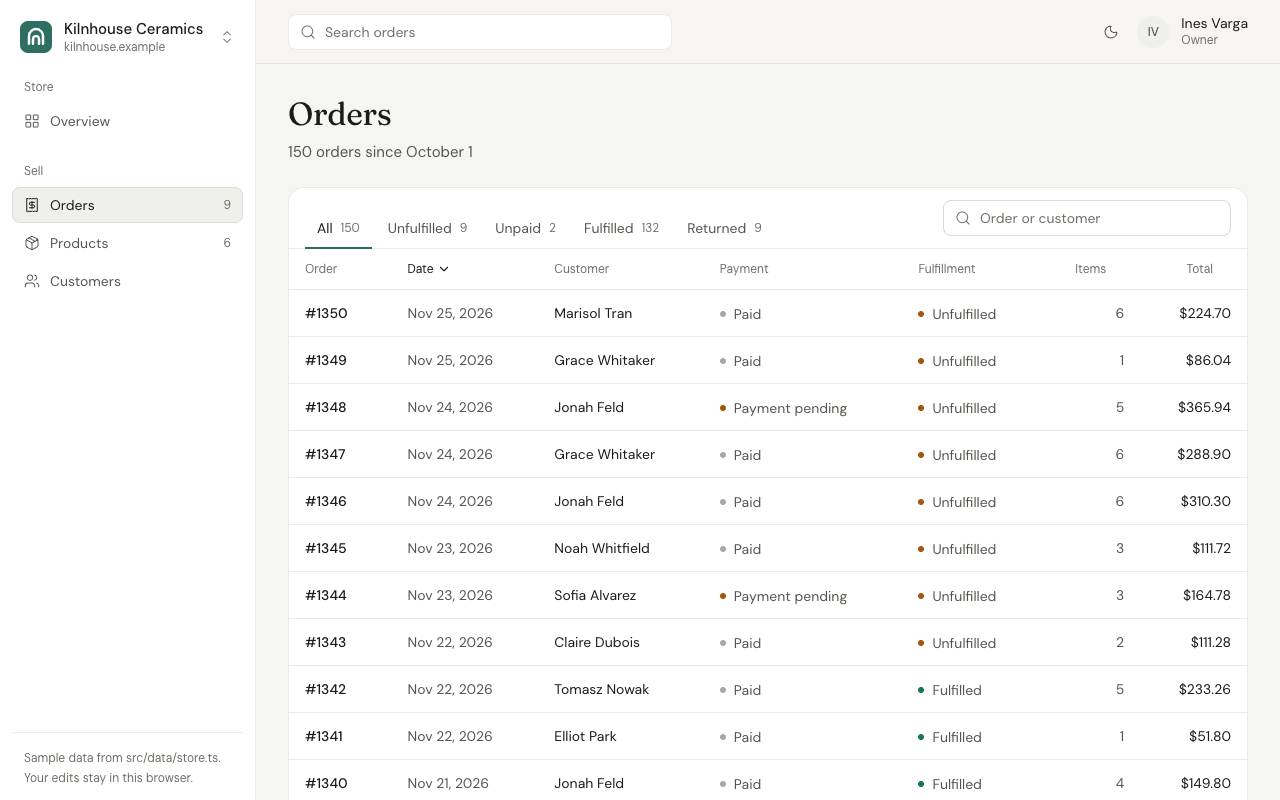 Kilnhouse Ceramics
kilnhouse.example
Store
Overview
Sell
Orders 9
Products 6
Customers
Sample data from src/data/store.ts.
Your edits stay in this browser.
Search orders
IV
Ines Varga
Owner
Orders
150 orders since October 1
All 150 Unfulfilled 9 Unpaid 2 Fulfilled 132 Returned 9
Order or customer
Order Date Customer Payment Fulfillment Items Total
#1350 Nov 25, 2026 Marisol Tran Paid Unfulfilled 6 $224.70
#1349 Nov 25, 2026 Grace Whitaker Paid Unfulfilled 1 $86.04
#1348 Nov 24, 2026 Jonah Feld Payment pending Unfulfilled 5 $365.94
#1347 Nov 24, 2026 Grace Whitaker Paid Unfulfilled 6 $288.90
#1346 Nov 24, 2026 Jonah Feld Paid Unfulfilled 6 $310.30
#1345 Nov 23, 2026 Noah Whitfield Paid Unfulfilled 3 $111.72
#1344 Nov 23, 2026 Sofia Alvarez Payment pending Unfulfilled 3 $164.78
#1343 Nov 22, 2026 Claire Dubois Paid Unfulfilled 2 $111.28
#1342 Nov 22, 2026 Tomasz Nowak Paid Fulfilled 5 $233.26
#1341 Nov 22, 2026 Elliot Park Paid Fulfilled 1 $51.80
#1340 Nov 21, 2026 Jonah Feld Paid Fulfilled 4 $149.80